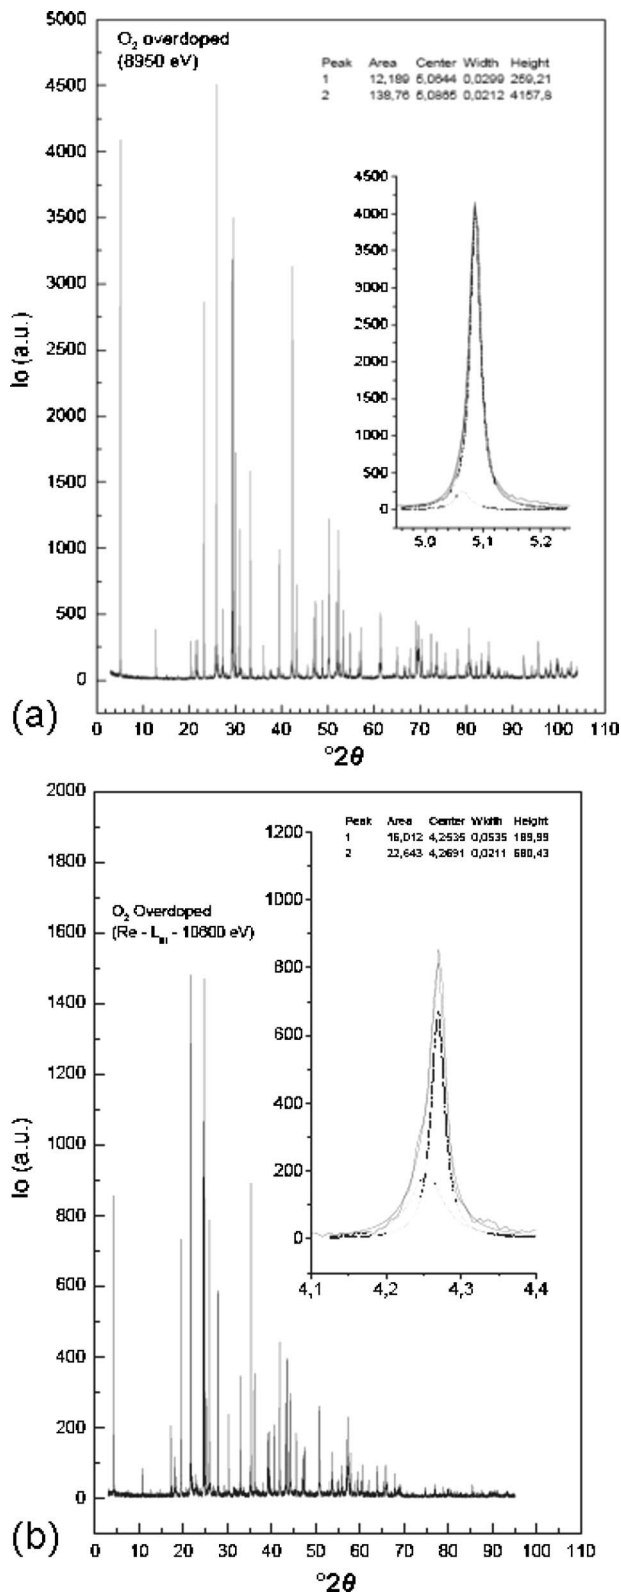 5000
O₂ overdoped
(8950 eV)
Peak Area Center Width Height
1 12,189 5,0644 0,0299 259,21
2 138,76 5,0865 0,0212 4157,8
4500
4000
3500
3000
2500
2000
1500
1000
500
0
Io (a.u.)
4500
4000
3500
3000
2500
2000
1500
1000
500
0
5,0 5,1 5,2
(a)
0 10 20 30 40 50 60 70 80 90 100 110
°2θ
2000
1800
1600
1400
1200
1000
800
600
400
200
0
Io (a.u.)
O₂ Overdoped
(Re - Lᵢᵢᵢ - 10600 eV)
Peak Area Center Width Height
1 16,012 4,2535 0,0535 189,99
2 22,643 4,2691 0,0211 680,43
1200
1000
800
600
400
200
0
4,1 4,2 4,3 4,4
(b)
0 10 20 30 40 50 60 70 80 90 100 110
°2θ